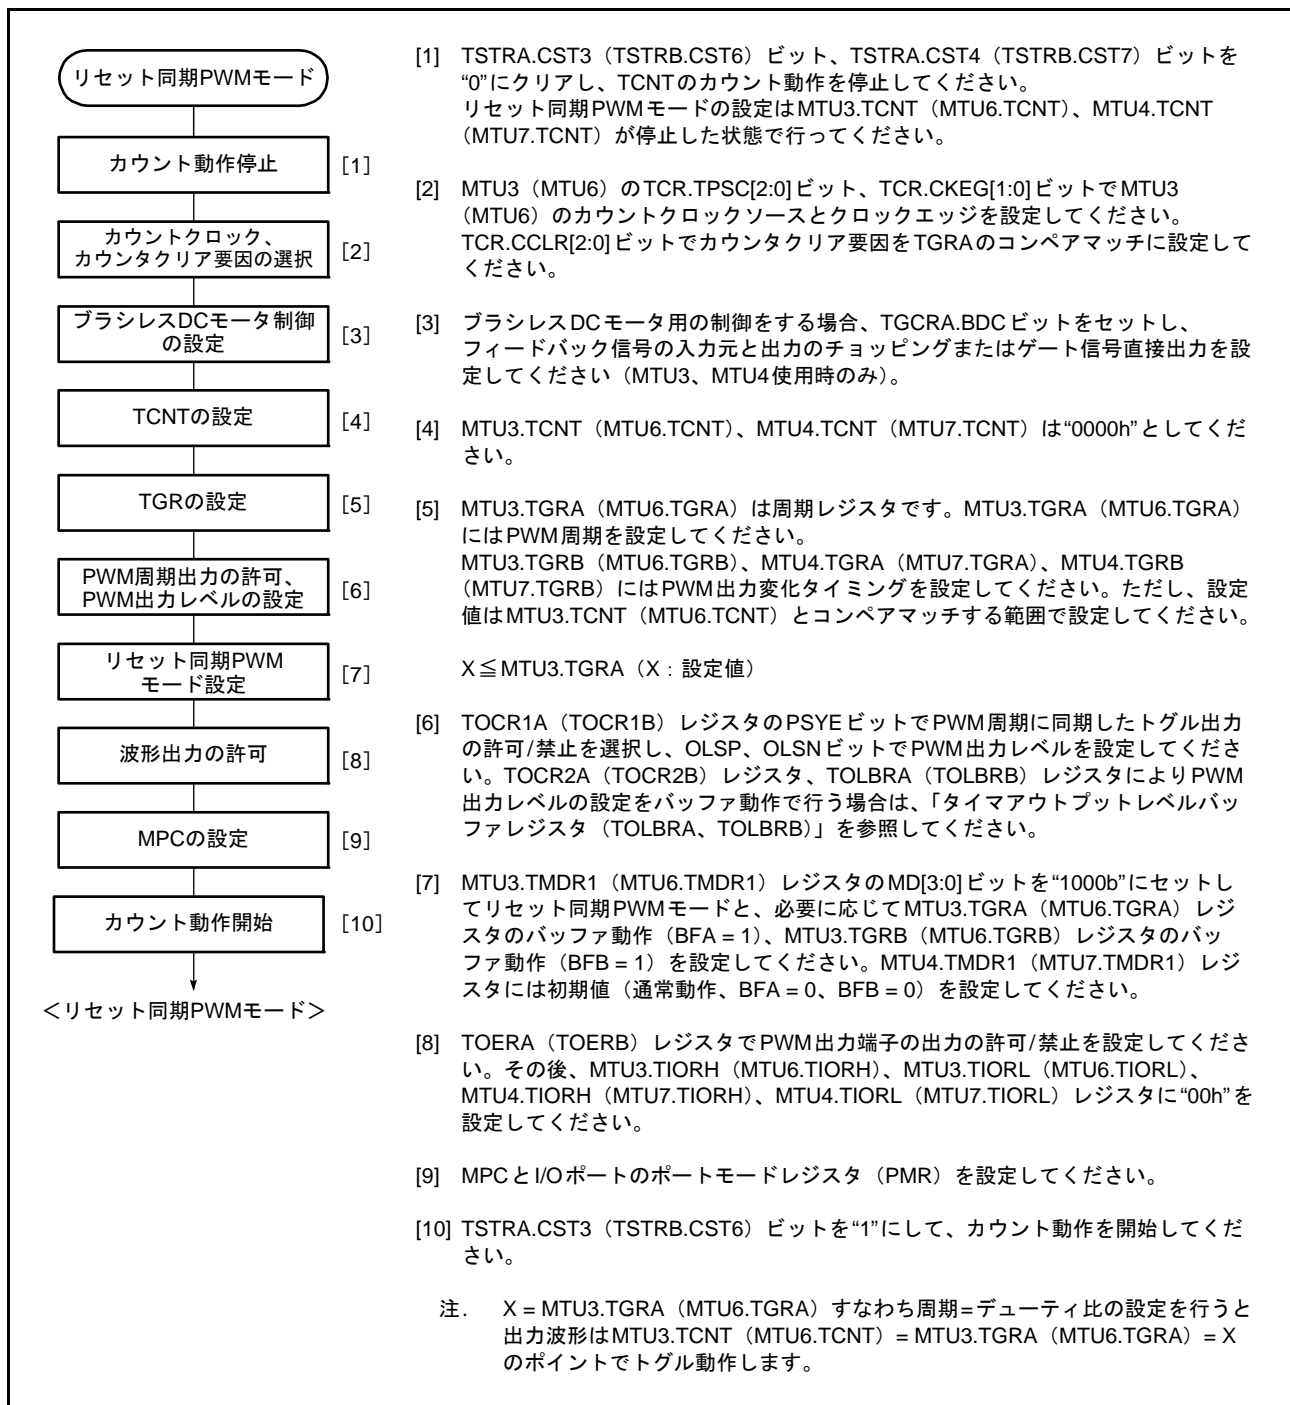 リセット同期PWMモード
カウント動作停止
[1]
カウントクロック、
カウンタクリア要因の選択
[2]
ブラシレスDCモータ制御
の設定
[3]
TCNTの設定
[4]
TGRの設定
[5]
PWM周期出力の許可、
PWM出力レベルの設定
[6]
リセット同期PWM
モード設定
[7]
波形出力の許可
[8]
MPCの設定
[9]
カウント動作開始
[10]
＜リセット同期PWMモード＞
[1] TSTRA.CST3（TSTRB.CST6）ビット、TSTRA.CST4（TSTRB.CST7）ビットを
“0”にクリアし、TCNTのカウント動作を停止してください。
リセット同期PWMモードの設定はMTU3.TCNT（MTU6.TCNT）、MTU4.TCNT
（MTU7.TCNT）が停止した状態で行ってください。
[2] MTU3（MTU6）のTCR.TPSC[2:0]ビット、TCR.CKEG[1:0]ビットでMTU3
（MTU6）のカウントクロックソースとクロックエッジを設定してください。
TCR.CCLR[2:0]ビットでカウンタクリア要因をTGRAのコンペアマッチに設定して
ください。
[3] ブラシレスDCモータ用の制御をする場合、TGCRA.BDCビットをセットし、
フィードバック信号の入力元と出力のチョッピングまたはゲート信号直接出力を設
定してください（MTU3、MTU4使用時のみ）。
[4] MTU3.TCNT（MTU6.TCNT）、MTU4.TCNT（MTU7.TCNT）は“0000h”としてくだ
さい。
[5] MTU3.TGRA（MTU6.TGRA）は周期レジスタです。MTU3.TGRA（MTU6.TGRA）
にはPWM周期を設定してください。
MTU3.TGRB（MTU6.TGRB）、MTU4.TGRA（MTU7.TGRA）、MTU4.TGRB
（MTU7.TGRB）にはPWM出力変化タイミングを設定してください。ただし、設定
値はMTU3.TCNT（MTU6.TCNT）とコンペアマッチする範囲で設定してください。
X≦MTU3.TGRA（X：設定値）
[6] TOCR1A（TOCR1B）レジスタのPSYEビットでPWM周期に同期したトグル出力
の許可/禁止を選択し、OLSP、OLSNビットでPWM出力レベルを設定してくださ
い。TOCR2A（TOCR2B）レジスタ、TOLBRA（TOLBRB）レジスタによりPWM
出力レベルの設定をバッファ動作で行う場合は、「タイマアウトプットレベルバッ
ファレジスタ（TOLBRA、TOLBRB）」を参照してください。
[7] MTU3.TMDR1（MTU6.TMDR1）レジスタのMD[3:0]ビットを“1000b”にセットし
てリセット同期PWMモードと、必要に応じてMTU3.TGRA（MTU6.TGRA）レジ
スタのバッファ動作（BFA = 1）、MTU3.TGRB（MTU6.TGRB）レジスタのバッ
ファ動作（BFB = 1）を設定してください。MTU4.TMDR1（MTU7.TMDR1）レジ
スタには初期値（通常動作、BFA = 0、BFB = 0）を設定してください。
[8] TOERA（TOERB）レジスタでPWM出力端子の出力の許可/禁止を設定してくださ
い。その後、MTU3.TIORH（MTU6.TIORH）、MTU3.TIORL（MTU6.TIORL）、
MTU4.TIORH（MTU7.TIORH）、MTU4.TIORL（MTU7.TIORL）レジスタに“00h”を
設定してください。
[9] MPCとI/Oポートのポートモードレジスタ（PMR）を設定してください。
[10] TSTRA.CST3（TSTRB.CST6）ビットを“1”にして、カウント動作を開始してくだ
さい。
注. X = MTU3.TGRA（MTU6.TGRA）すなわち周期=デューティ比の設定を行うと
出力波形はMTU3.TCNT（MTU6.TCNT）= MTU3.TGRA（MTU6.TGRA）= X
のポイントでトグル動作します。